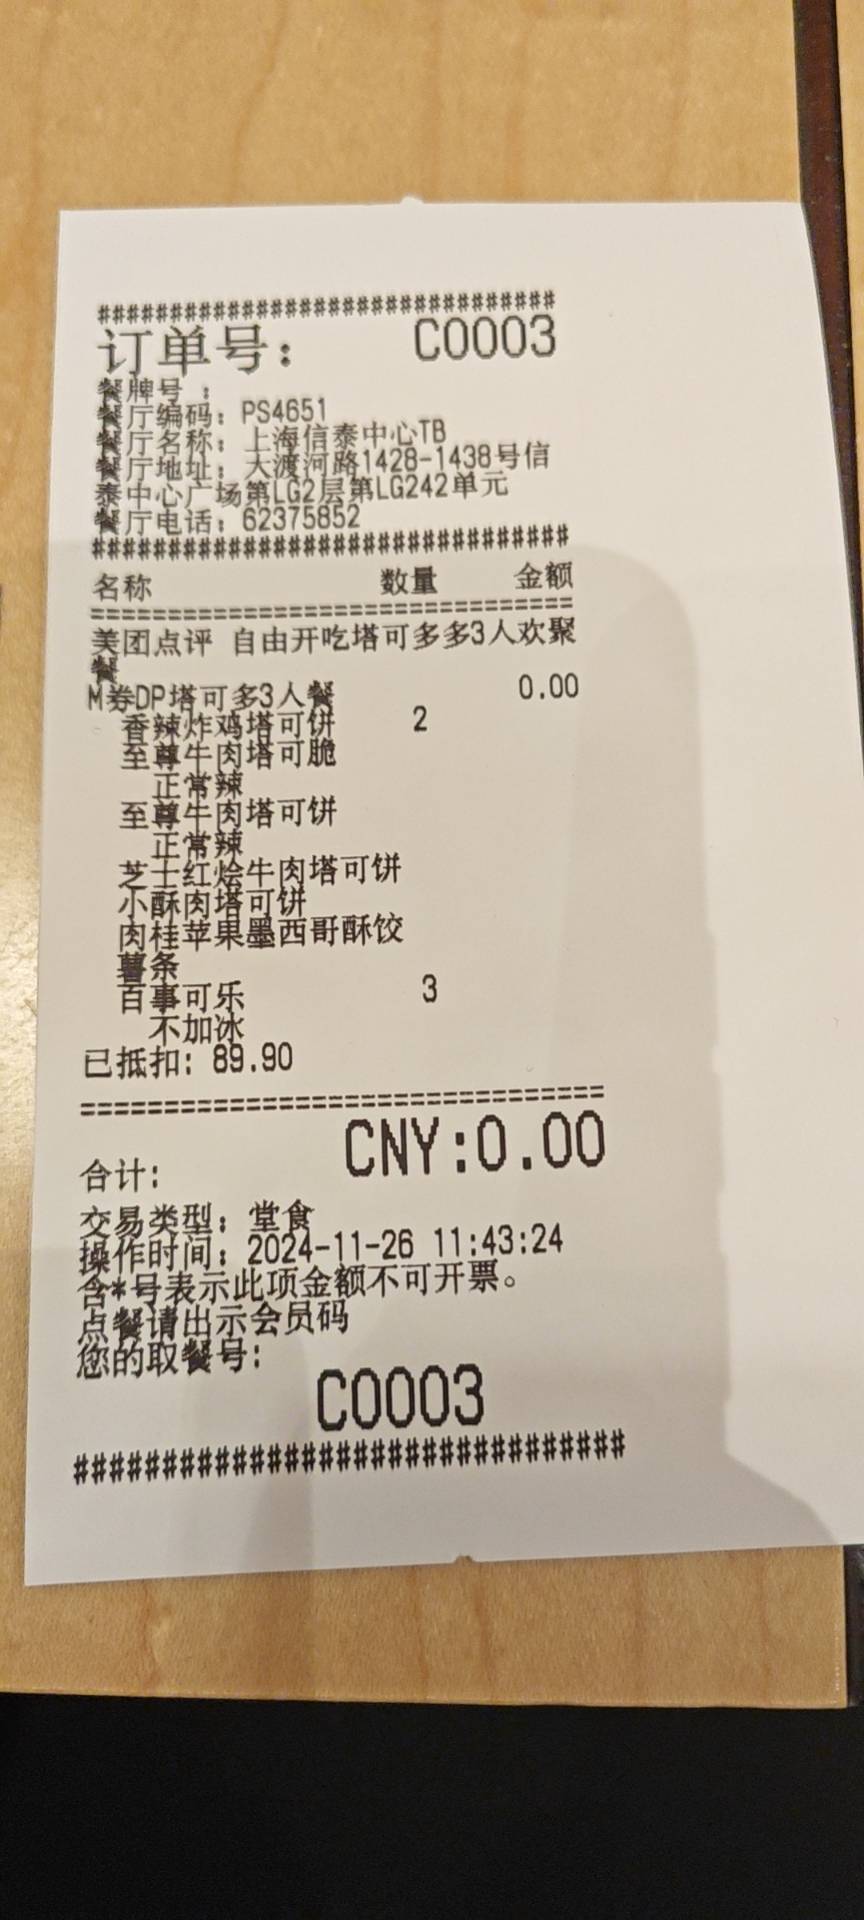 ################################
订单号： C0003
餐牌号 ：
餐厅编码：PS4651
餐厅名称：上海信泰中心TB
餐厅地址：大渡河路1428-1438号信
泰中心广场第LG2层第LG242单元
餐厅电话：62375852
################################
名称 数量 金额
================================
美团点评 自由开吃塔可多多3人欢聚
餐
M券DP塔可多3人餐 0.00
香辣炸鸡塔可饼 2
至尊牛肉塔可脆
正常辣
至尊牛肉塔可饼
正常辣
芝士红烩牛肉塔可饼
小酥肉塔可饼
肉桂苹果墨西哥酥饺
薯条
百事可乐 3
不加冰
已抵扣: 89.90
================================
合计: CNY:0.00
交易类型：堂食
操作时间：2024-11-26 11:43:24
含*号表示此项金额不可开票。
点餐请出示会员码
您的取餐号:
C0003
################################